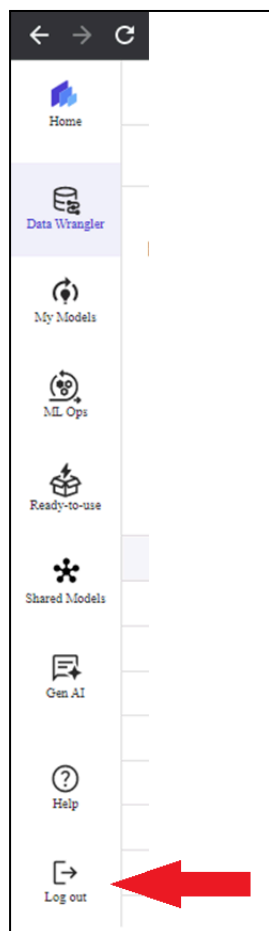 Home
Data Wrangler
My Models
ML Ops
Ready-to-use
Shared Models
Gen AI
Help
Log out